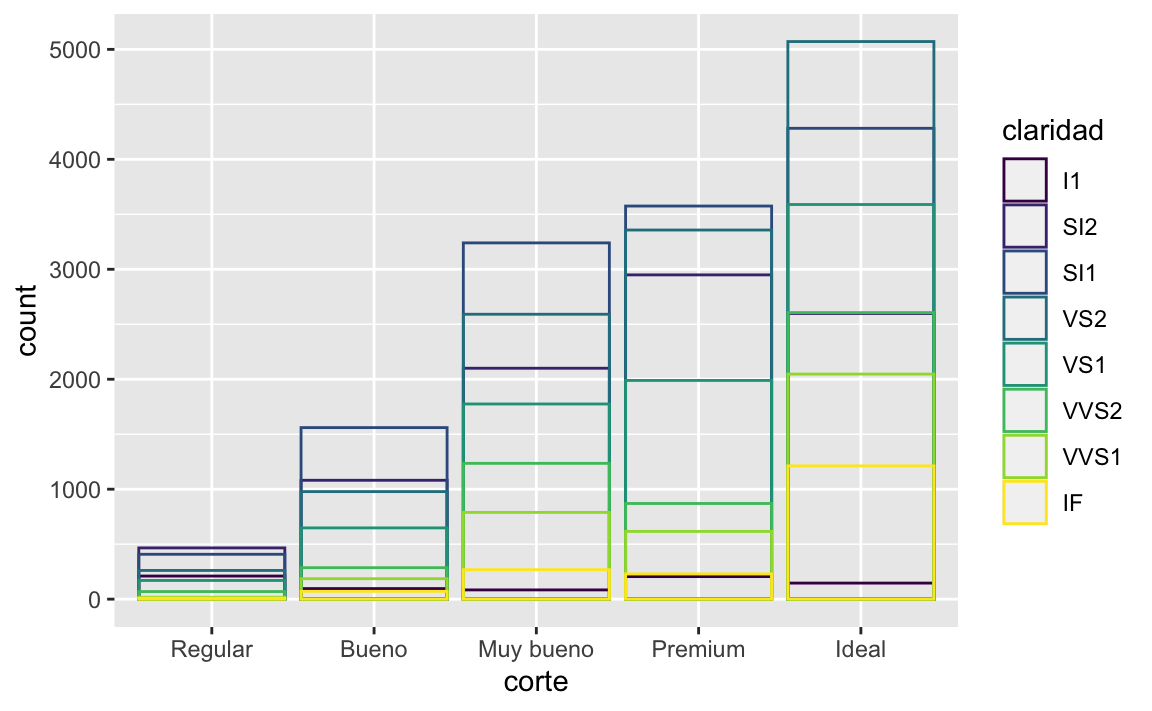 5000
4000
3000
2000
1000
0
count
Regular
Bueno
Muy bueno
Premium
Ideal
corte
claridad
I1
SI2
SI1
VS2
VS1
VVS2
VVS1
IF